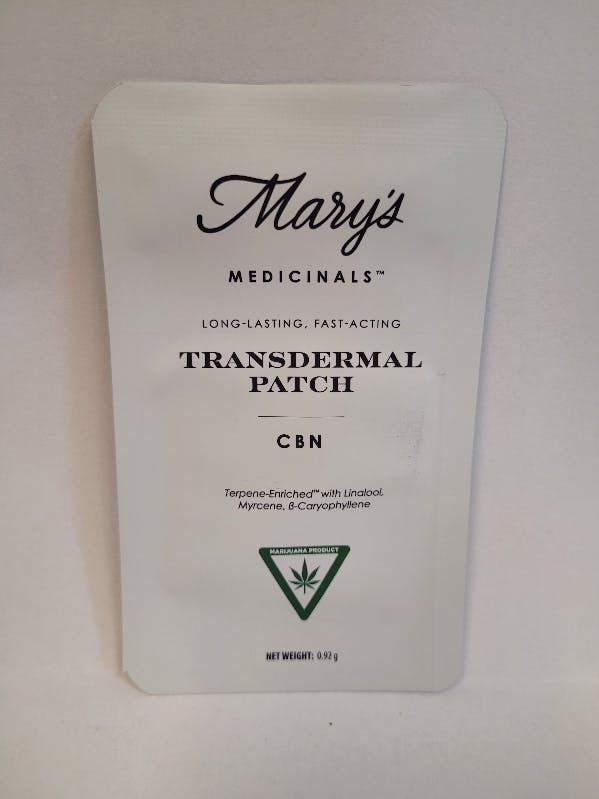 Mary's
MEDICINALS™
LONG-LASTING, FAST-ACTING
TRANSDERMAL
PATCH
CBN
Terpene-Enriched™ with Linalool,
Myrcene, β-Caryophyllene
MARIJUANA PRODUCT
NET WEIGHT: 0.92 g